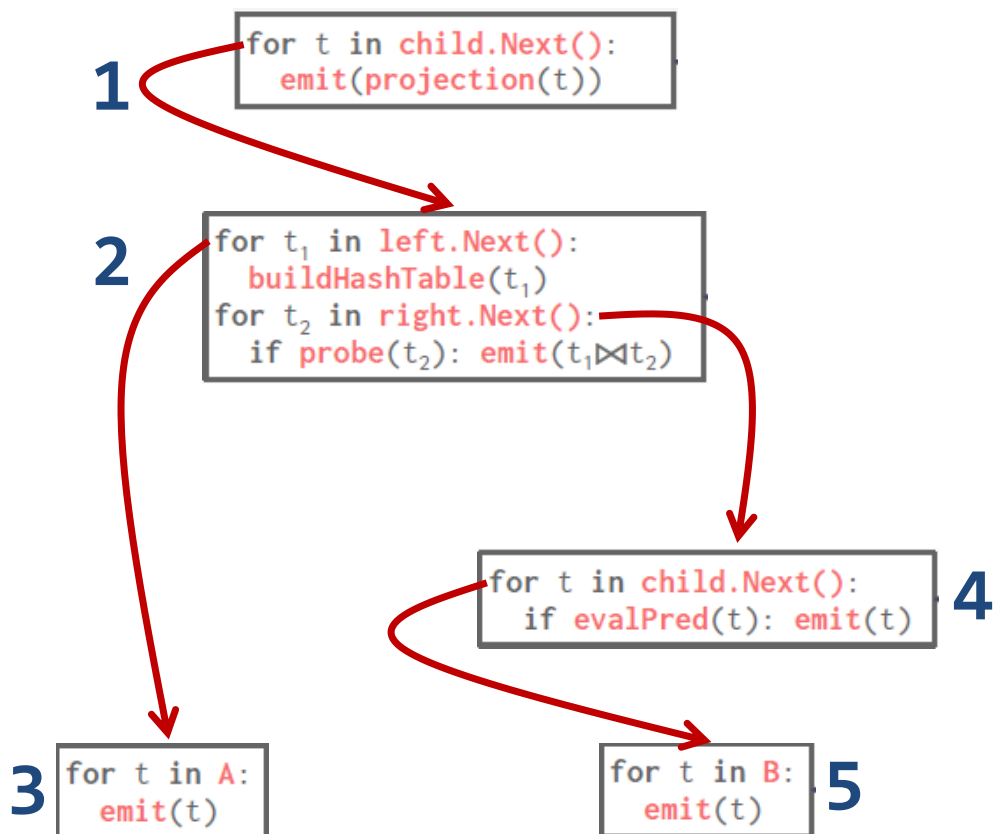 1
for t in child.Next():
emit(projection(t))
2
for t₁ in left.Next():
buildHashTable(t₁)
for t₂ in right.Next():
if probe(t₂): emit(t₁⨝t₂)
for t in child.Next():
if evalPred(t): emit(t)
4
3
for t in A:
emit(t)
for t in B:
emit(t)
5